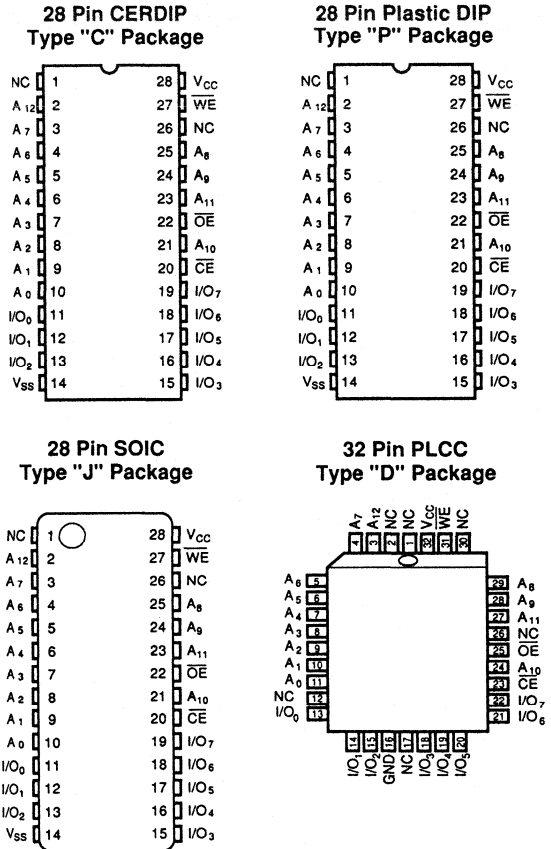 28 Pin CERDIP
Type "C" Package
NC 1 28 VCC
A12 2 27 WE
A7 3 26 NC
A6 4 25 A8
A5 5 24 A9
A4 6 23 A11
A3 7 22 OE
A2 8 21 A10
A1 9 20 CE
A0 10 19 I/O7
I/O0 11 18 I/O6
I/O1 12 17 I/O5
I/O2 13 16 I/O4
VSS 14 15 I/O3
28 Pin Plastic DIP
Type "P" Package
NC 1 28 VCC
A12 2 27 WE
A7 3 26 NC
A6 4 25 A8
A5 5 24 A9
A4 6 23 A11
A3 7 22 OE
A2 8 21 A10
A1 9 20 CE
A0 10 19 I/O7
I/O0 11 18 I/O6
I/O1 12 17 I/O5
I/O2 13 16 I/O4
VSS 14 15 I/O3
28 Pin SOIC
Type "J" Package
NC 1 28 VCC
A12 2 27 WE
A7 3 26 NC
A6 4 25 A8
A5 5 24 A9
A4 6 23 A11
A3 7 22 OE
A2 8 21 A10
A1 9 20 CE
A0 10 19 I/O7
I/O0 11 18 I/O6
I/O1 12 17 I/O5
I/O2 13 16 I/O4
VSS 14 15 I/O3
32 Pin PLCC
Type "D" Package
A7 A12 NC NC VCC WE NC
4 3 2 1 32 31 30
A6 5 29 A8
A5 6 28 A9
A4 7 27 A11
A3 8 26 NC
A2 9 25 OE
A1 10 24 A10
A0 11 23 CE
NC 12 22 I/O7
I/O0 13 21 I/O6
14 15 16 17 18 19 20
I/O1 I/O2 GND NC I/O3 I/O4 I/O5